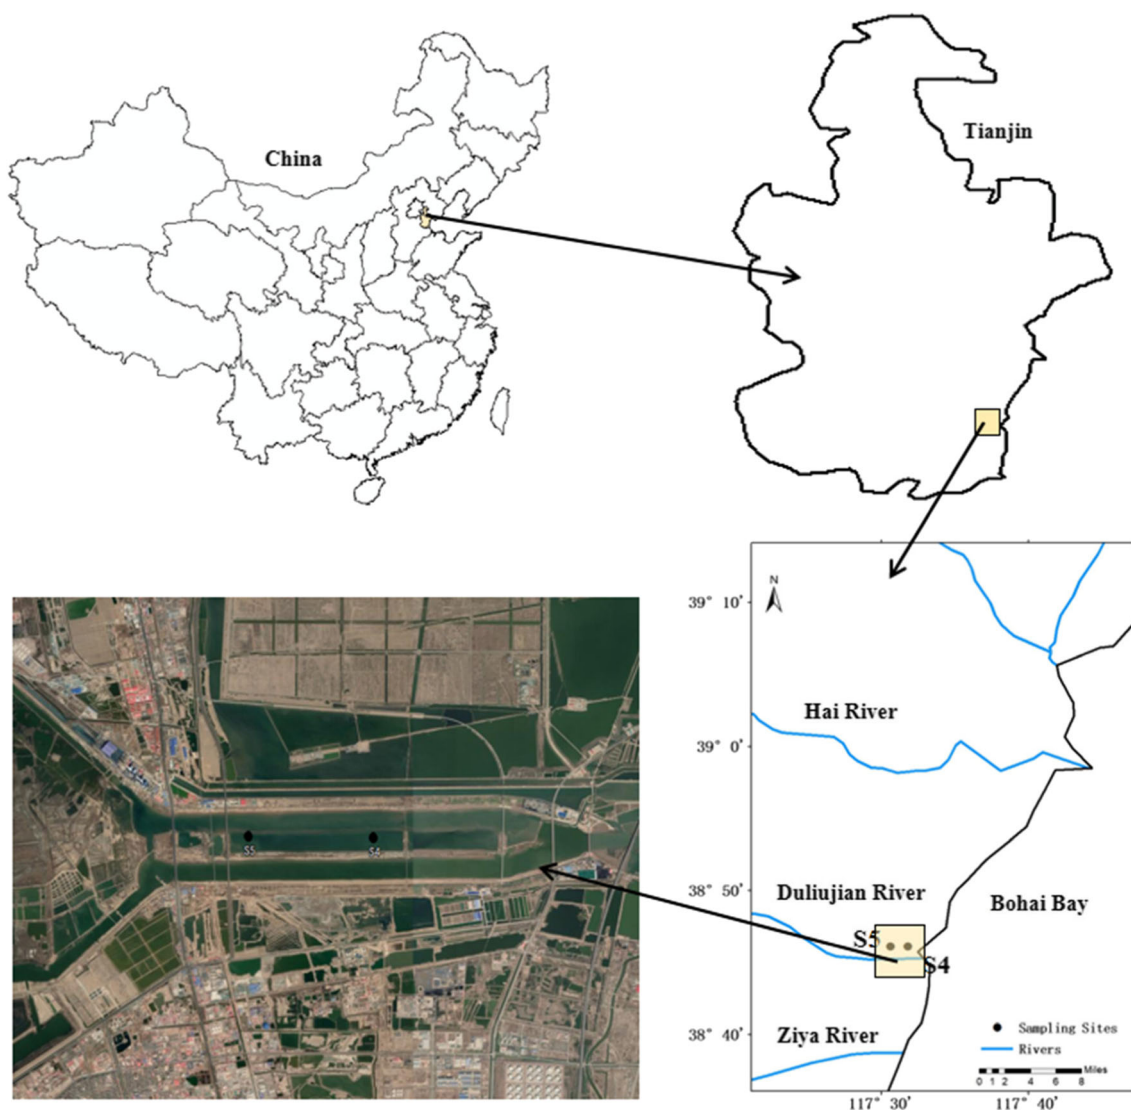 China
Tianjin
N
39° 10′
Hai River
39° 0′
38° 50′
Duliujian River
Bohai Bay
S5
S4
S5
S4
38° 40′
Ziya River
Sampling Sites
Rivers
0 1 2 4 6 8 Miles
117° 30′ 117° 40′